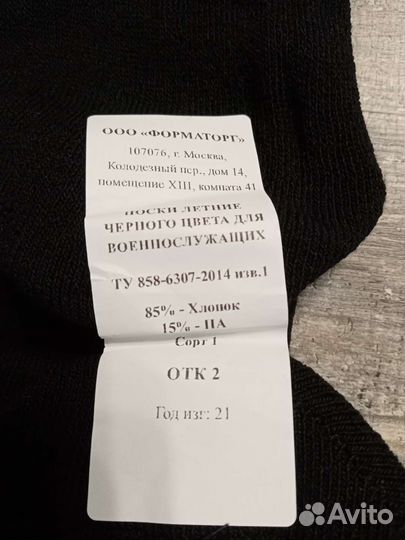 ООО «ФОРМАТОРГ»
107076, г. Москва,
Колодезный пер., дом 14,
помещение XIII, комната 41
НОСКИ ЛЕТНИЕ
ЧЕРНОГО ЦВЕТА ДЛЯ
ВОЕННОСЛУЖАЩИХ
ТУ 858-6307-2014 изв.1
85% - Хлопок
15% - ПА
Сорт 1
ОТК 2
Год изг: 21
Avito